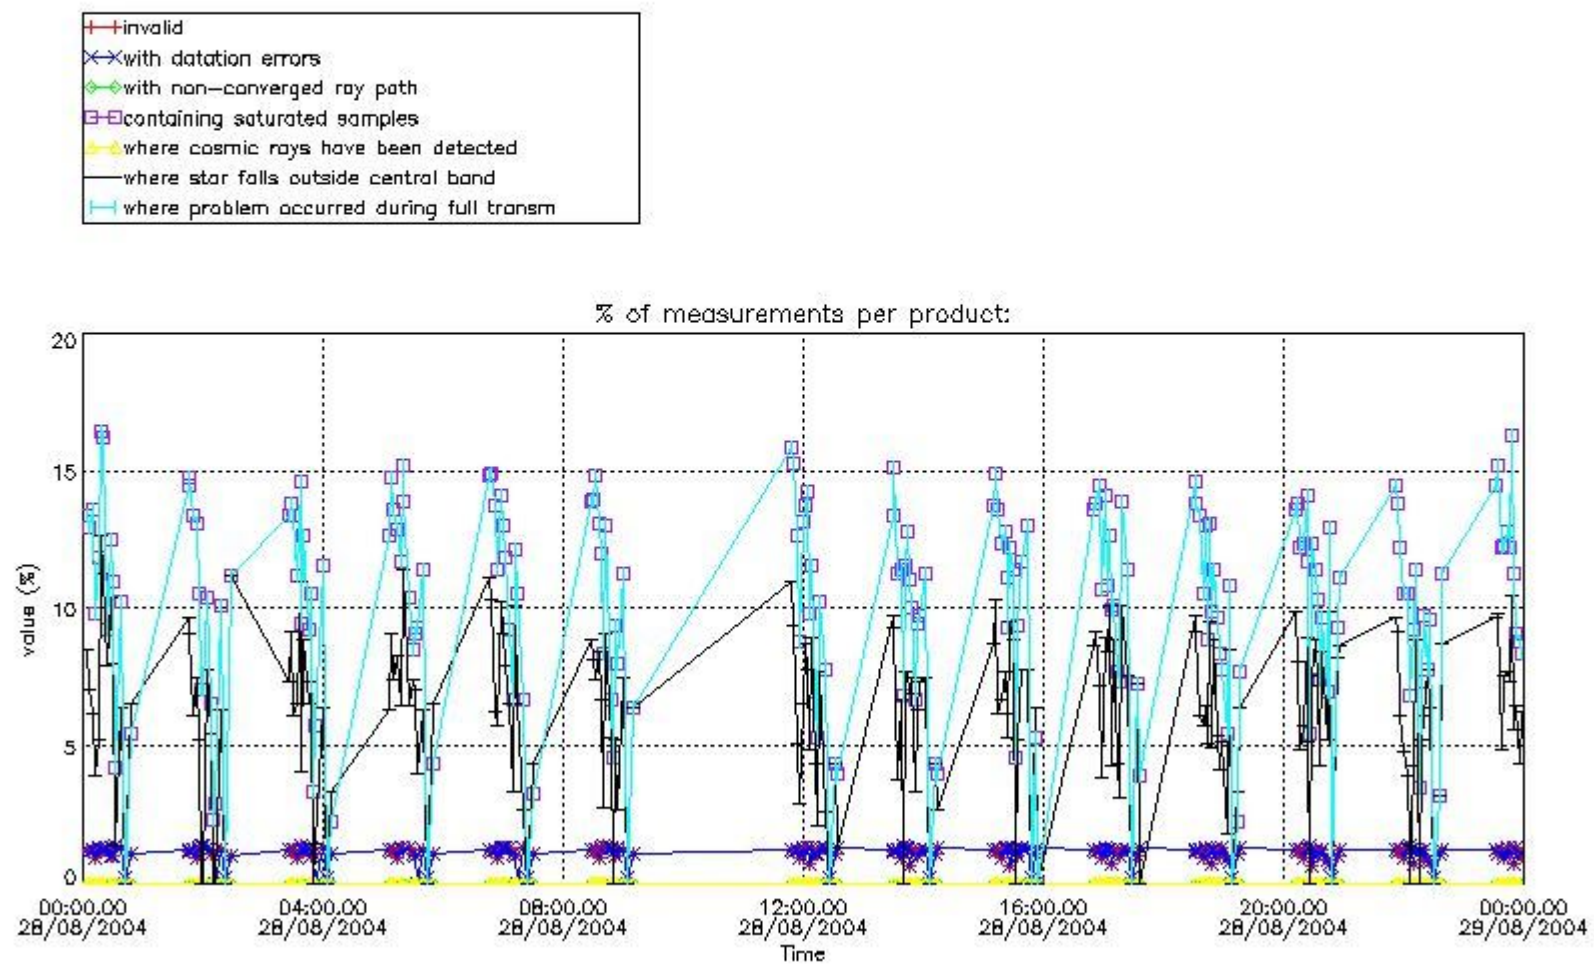 invalid
with datation errors
with non-converged ray path
containing saturated samples
where cosmic rays have been detected
where star falls outside central band
where problem occurred during full transm
% of measurements per product:
20
15
10
5
0
value (%)
00:00:00 04:00:00 08:00:00 12:00:00 16:00:00 20:00:00 00:00:00
28/08/2004 28/08/2004 28/08/2004 28/08/2004 28/08/2004 28/08/2004 29/08/2004
Time